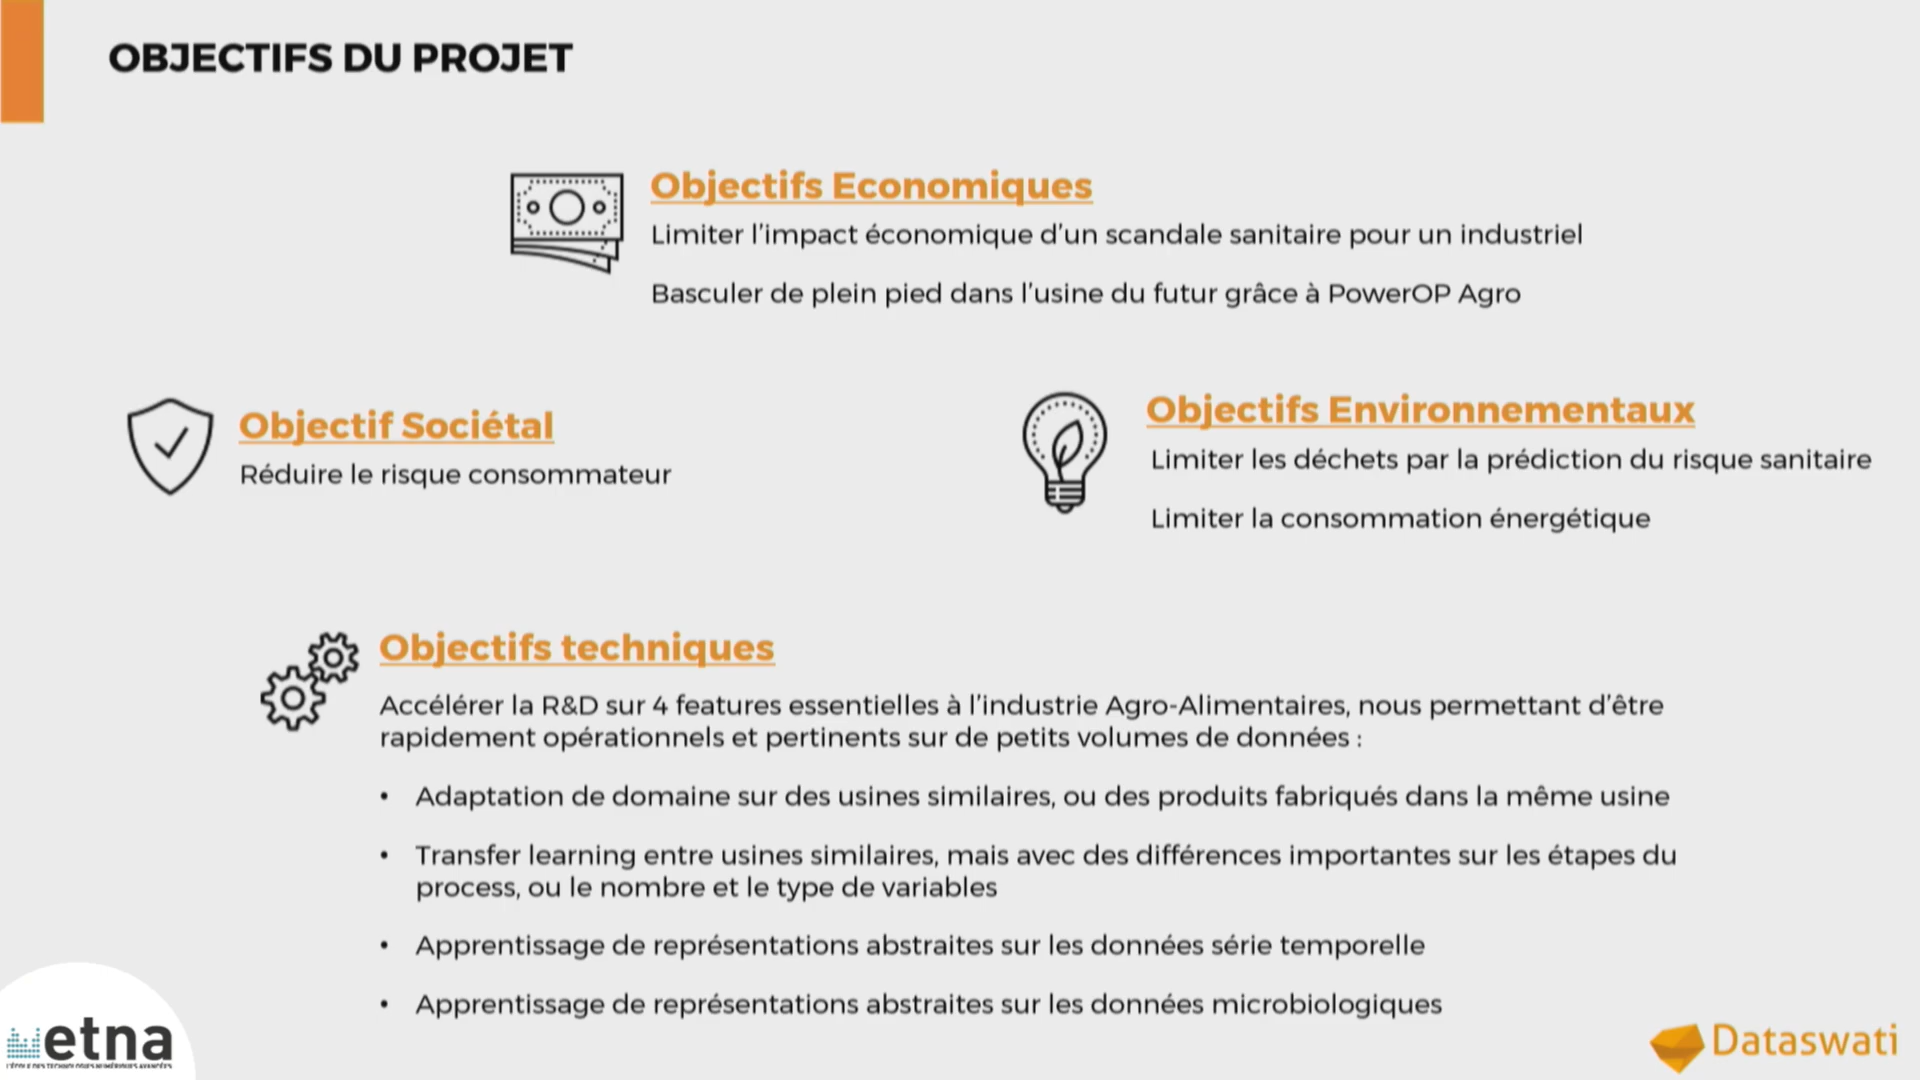 OBJECTIFS DU PROJET
Objectifs Economiques
Limiter l'impact économique d'un scandale sanitaire pour un industriel
Basculer de plein pied dans l'usine du futur grâce à PowerOP Agro
Objectif Sociétal
Réduire le risque consommateur
Objectifs Environnementaux
Limiter les déchets par la prédiction du risque sanitaire
Limiter la consommation énergétique
Objectifs techniques
Accélérer la R&D sur 4 features essentielles à l'industrie Agro-Alimentaires, nous permettant d'être
rapidement opérationnels et pertinents sur de petits volumes de données :
• Adaptation de domaine sur des usines similaires, ou des produits fabriqués dans la même usine
• Transfer learning entre usines similaires, mais avec des différences importantes sur les étapes du
process, ou le nombre et le type de variables
• Apprentissage de représentations abstraites sur les données série temporelle
• Apprentissage de représentations abstraites sur les données microbiologiques
etna
L'ÉCOLE DES TECHNOLOGIES NUMÉRIQUES AVANCÉES
Dataswati